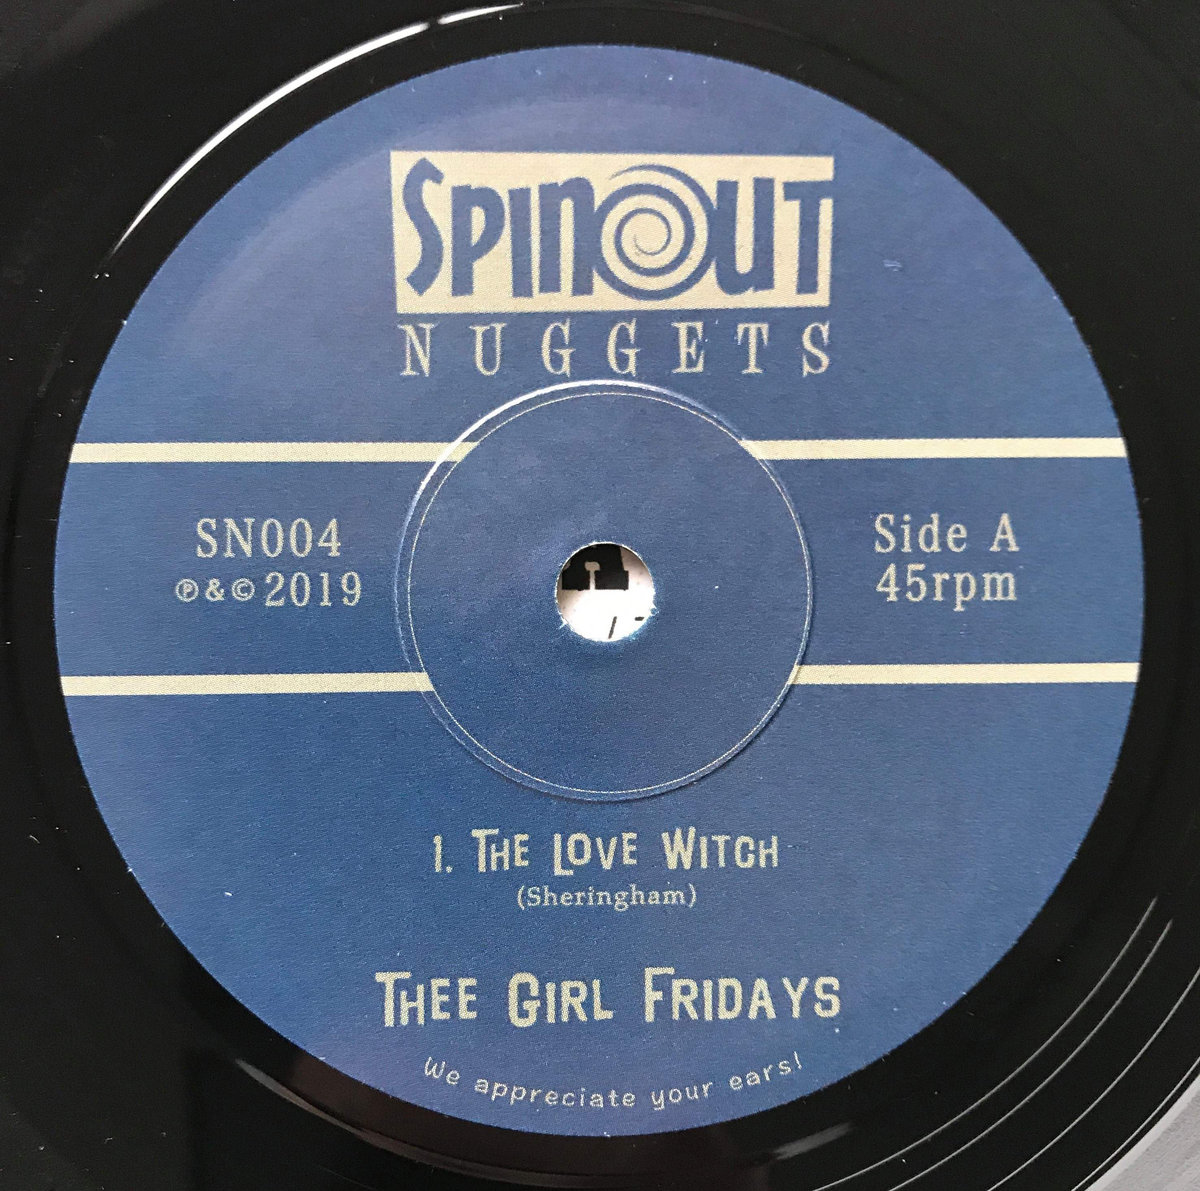 SPINOUT
NUGGETS
SN004
℗&©2019
Side A
45rpm
1. THE LOVE WITCH
(Sheringham)
THEE GIRL FRIDAYS
We appreciate your ears!